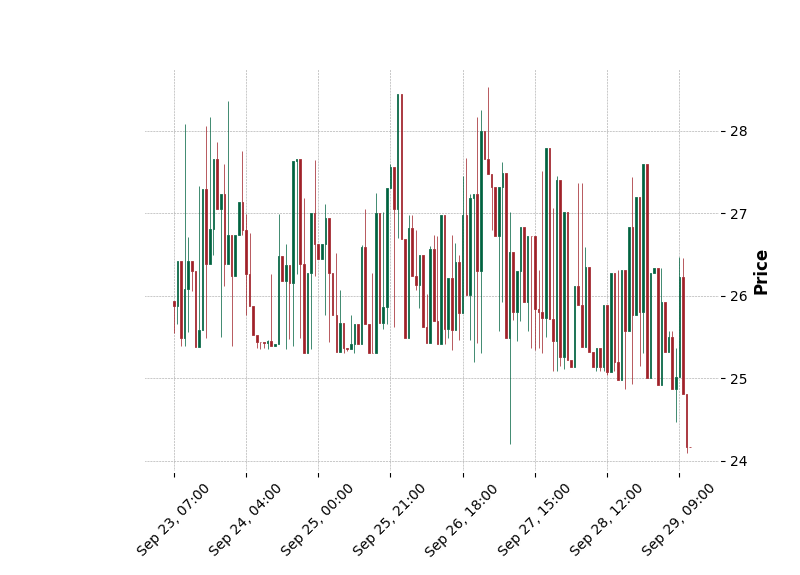 28
27
26
25
24
Price
Sep 23, 07:00
Sep 24, 04:00
Sep 25, 00:00
Sep 25, 21:00
Sep 26, 18:00
Sep 27, 15:00
Sep 28, 12:00
Sep 29, 09:00